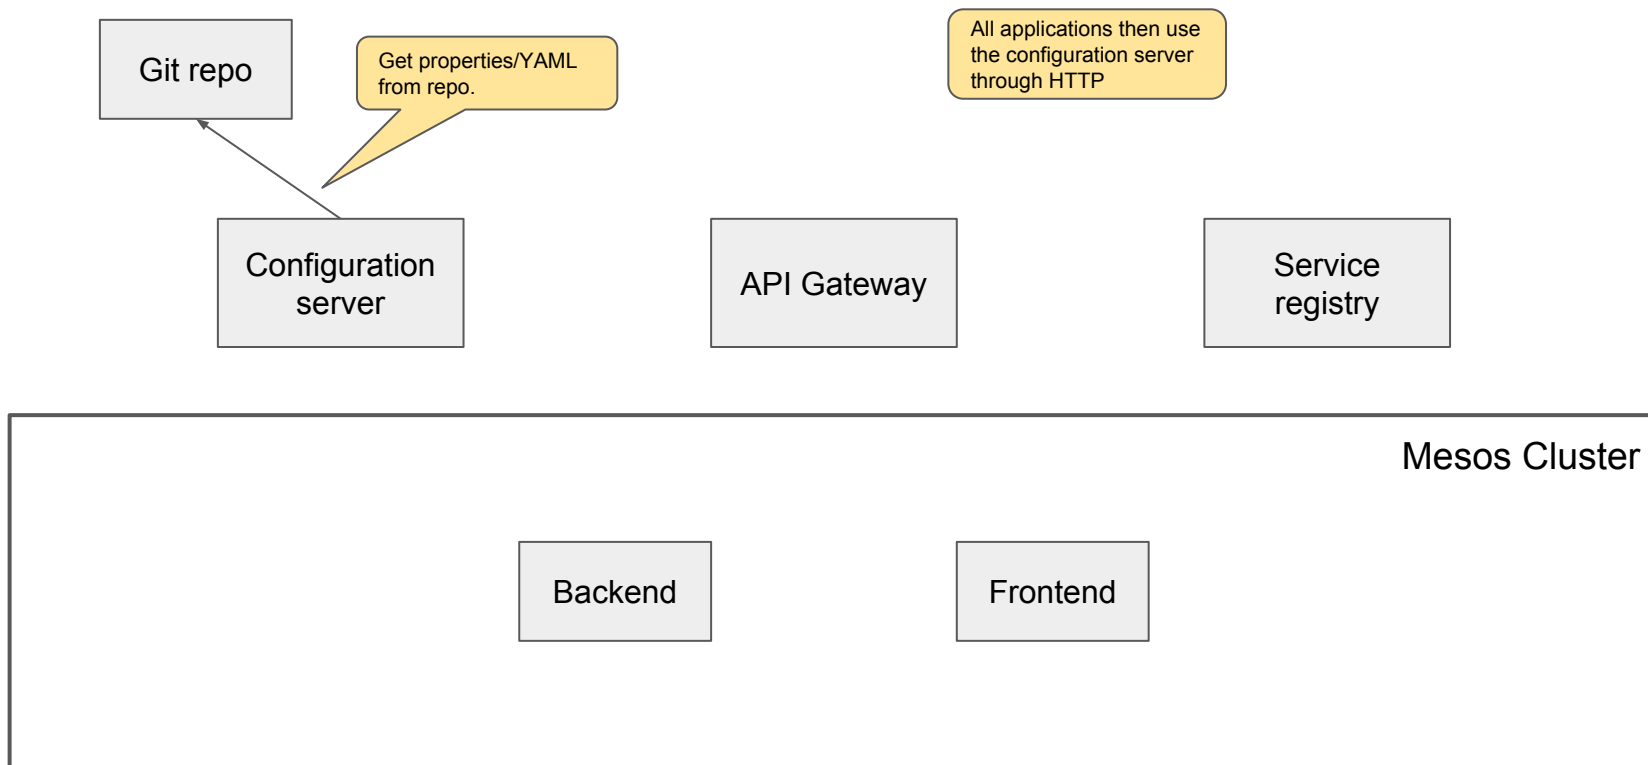 Git repo
Get properties/YAML
from repo.
All applications then use
the configuration server
through HTTP
Configuration
server
API Gateway
Service
registry
Mesos Cluster
Backend
Frontend